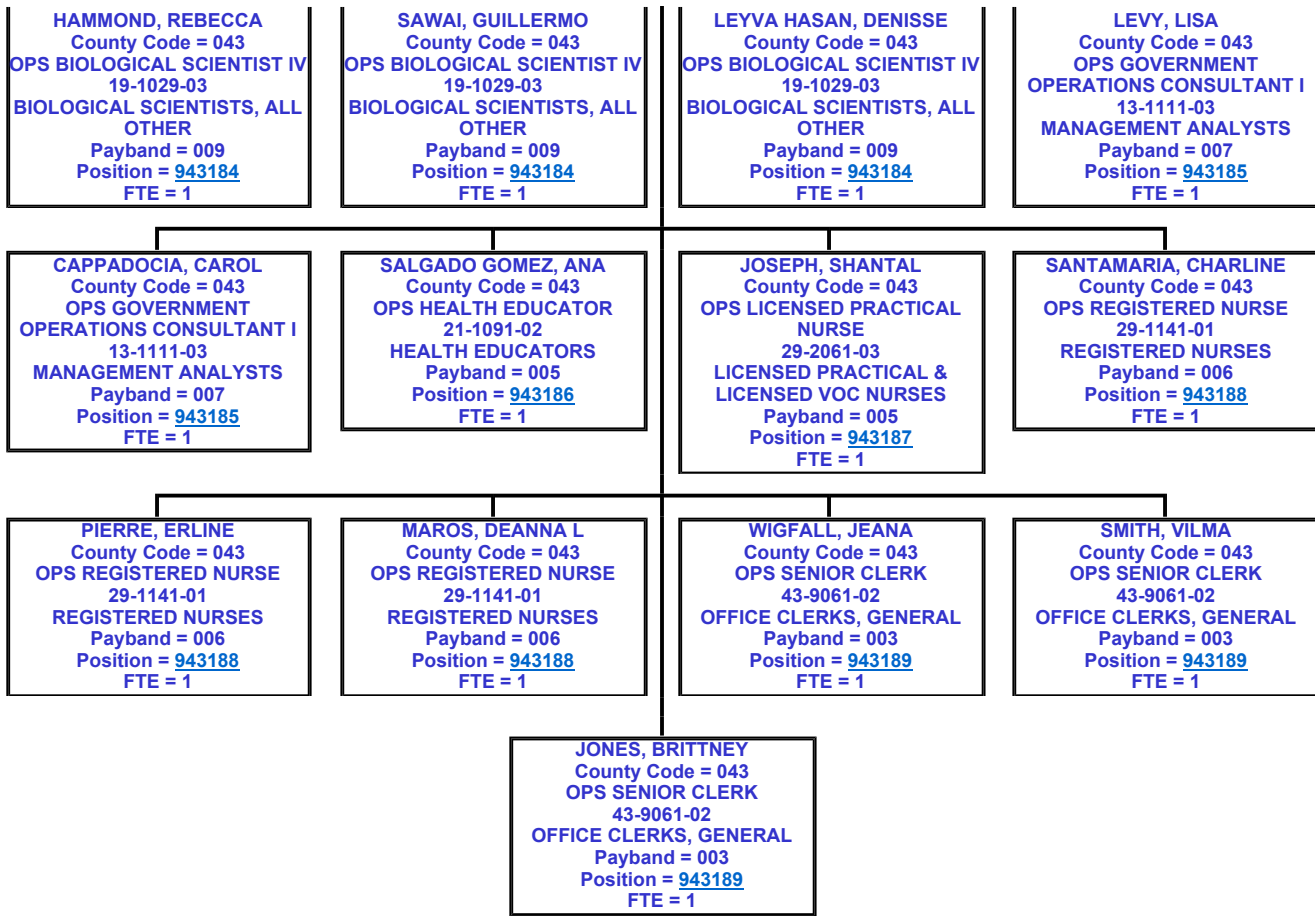 HAMMOND, REBECCA
County Code = 043
OPS BIOLOGICAL SCIENTIST IV
19-1029-03
BIOLOGICAL SCIENTISTS, ALL
OTHER
Payband = 009
Position = 943184
FTE = 1
SAWAI, GUILLERMO
County Code = 043
OPS BIOLOGICAL SCIENTIST IV
19-1029-03
BIOLOGICAL SCIENTISTS, ALL
OTHER
Payband = 009
Position = 943184
FTE = 1
LEYVA HASAN, DENISSE
County Code = 043
OPS BIOLOGICAL SCIENTIST IV
19-1029-03
BIOLOGICAL SCIENTISTS, ALL
OTHER
Payband = 009
Position = 943184
FTE = 1
LEVY, LISA
County Code = 043
OPS GOVERNMENT
OPERATIONS CONSULTANT I
13-1111-03
MANAGEMENT ANALYSTS
Payband = 007
Position = 943185
FTE = 1
CAPPADOCIA, CAROL
County Code = 043
OPS GOVERNMENT
OPERATIONS CONSULTANT I
13-1111-03
MANAGEMENT ANALYSTS
Payband = 007
Position = 943185
FTE = 1
SALGADO GOMEZ, ANA
County Code = 043
OPS HEALTH EDUCATOR
21-1091-02
HEALTH EDUCATORS
Payband = 005
Position = 943186
FTE = 1
JOSEPH, SHANTAL
County Code = 043
OPS LICENSED PRACTICAL
NURSE
29-2061-03
LICENSED PRACTICAL &
LICENSED VOC NURSES
Payband = 005
Position = 943187
FTE = 1
SANTAMARIA, CHARLINE
County Code = 043
OPS REGISTERED NURSE
29-1141-01
REGISTERED NURSES
Payband = 006
Position = 943188
FTE = 1
PIERRE, ERLINE
County Code = 043
OPS REGISTERED NURSE
29-1141-01
REGISTERED NURSES
Payband = 006
Position = 943188
FTE = 1
MAROS, DEANNA L
County Code = 043
OPS REGISTERED NURSE
29-1141-01
REGISTERED NURSES
Payband = 006
Position = 943188
FTE = 1
WIGFALL, JEANA
County Code = 043
OPS SENIOR CLERK
43-9061-02
OFFICE CLERKS, GENERAL
Payband = 003
Position = 943189
FTE = 1
SMITH, VILMA
County Code = 043
OPS SENIOR CLERK
43-9061-02
OFFICE CLERKS, GENERAL
Payband = 003
Position = 943189
FTE = 1
JONES, BRITTNEY
County Code = 043
OPS SENIOR CLERK
43-9061-02
OFFICE CLERKS, GENERAL
Payband = 003
Position = 943189
FTE = 1